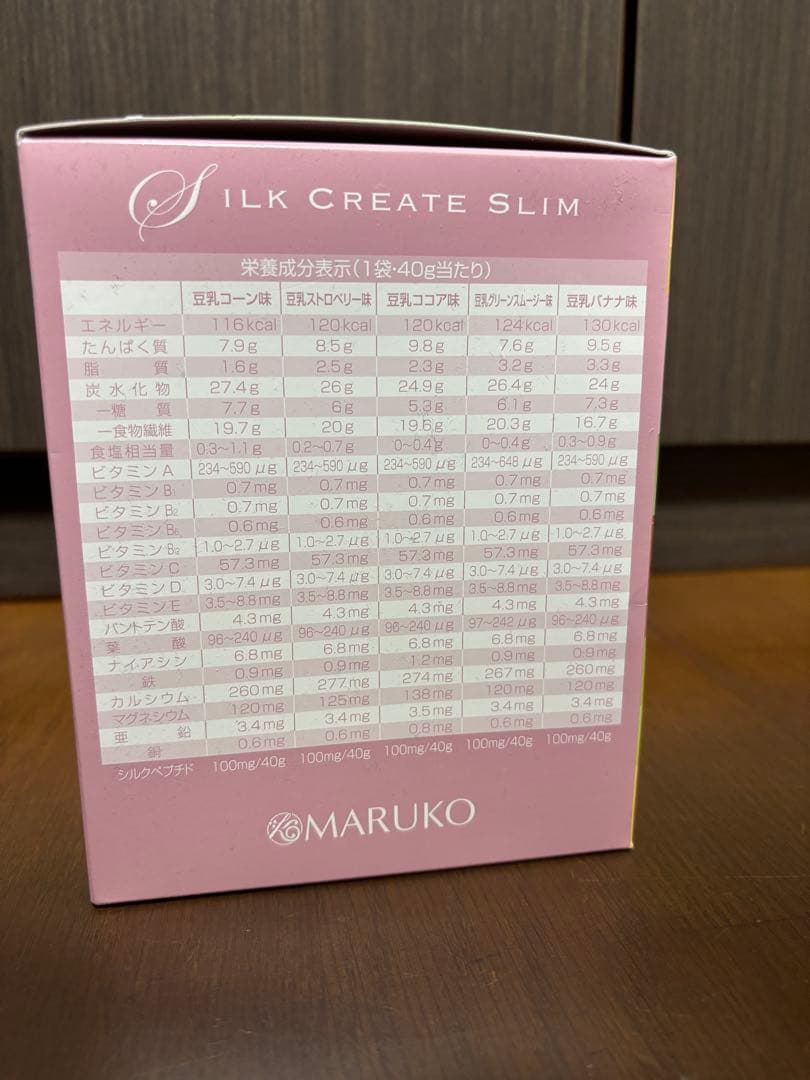 SILK CREATE SLIM
栄養成分表示(1袋・40g当たり)
豆乳コーン味 豆乳ストロベリー味 豆乳ココア味 豆乳グリーンスムージー味 豆乳バナナ味
エネルギー 116kcal 120kcal 120kcal 124kcal 130kcal
たんぱく質 7.9g 8.5g 9.8g 7.6g 9.5g
脂質 1.6g 2.5g 2.3g 3.2g 3.3g
炭水化物 27.4g 26g 24.9g 26.4g 24g
―糖質 7.7g 6g 5.3g 6.1g 7.3g
―食物繊維 19.7g 20g 19.6g 20.3g 16.7g
食塩相当量 0.3~1.1g 0.2~0.7g 0~0.4g 0~0.4g 0.3~0.9g
ビタミンA 234~590μg 234~590μg 234~590μg 234~648μg 234~590μg
ビタミンB1 0.7mg 0.7mg 0.7mg 0.7mg 0.7mg
ビタミンB2 0.7mg 0.7mg 0.7mg 0.7mg 0.7mg
ビタミンB6 0.6mg 0.6mg 0.6mg 0.6mg 0.6mg
ビタミンB12 1.0~2.7μg 1.0~2.7μg 1.0~2.7μg 1.0~2.7μg 1.0~2.7μg
ビタミンC 57.3mg 57.3mg 57.3mg 57.3mg 57.3mg
ビタミンD 3.0~7.4μg 3.0~7.4μg 3.0~7.4μg 3.0~7.4μg 3.0~7.4μg
ビタミンE 3.5~8.8mg 3.5~8.8mg 3.5~8.8mg 3.5~8.8mg 3.5~8.8mg
パントテン酸 4.3mg 4.3mg 4.3mg 4.3mg 4.3mg
葉酸 96~240μg 96~240μg 96~240μg 97~242μg 96~240μg
ナイアシン 6.8mg 6.8mg 6.8mg 6.8mg 6.8mg
鉄 0.9mg 0.9mg 1.2mg 0.9mg 0.9mg
カルシウム 260mg 277mg 274mg 267mg 260mg
マグネシウム 120mg 125mg 138mg 120mg 120mg
亜鉛 3.4mg 3.4mg 3.5mg 3.4mg 3.4mg
銅 0.6mg 0.6mg 0.8mg 0.6mg 0.6mg
シルクペプチド 100mg/40g 100mg/40g 100mg/40g 100mg/40g 100mg/40g
MARUKO